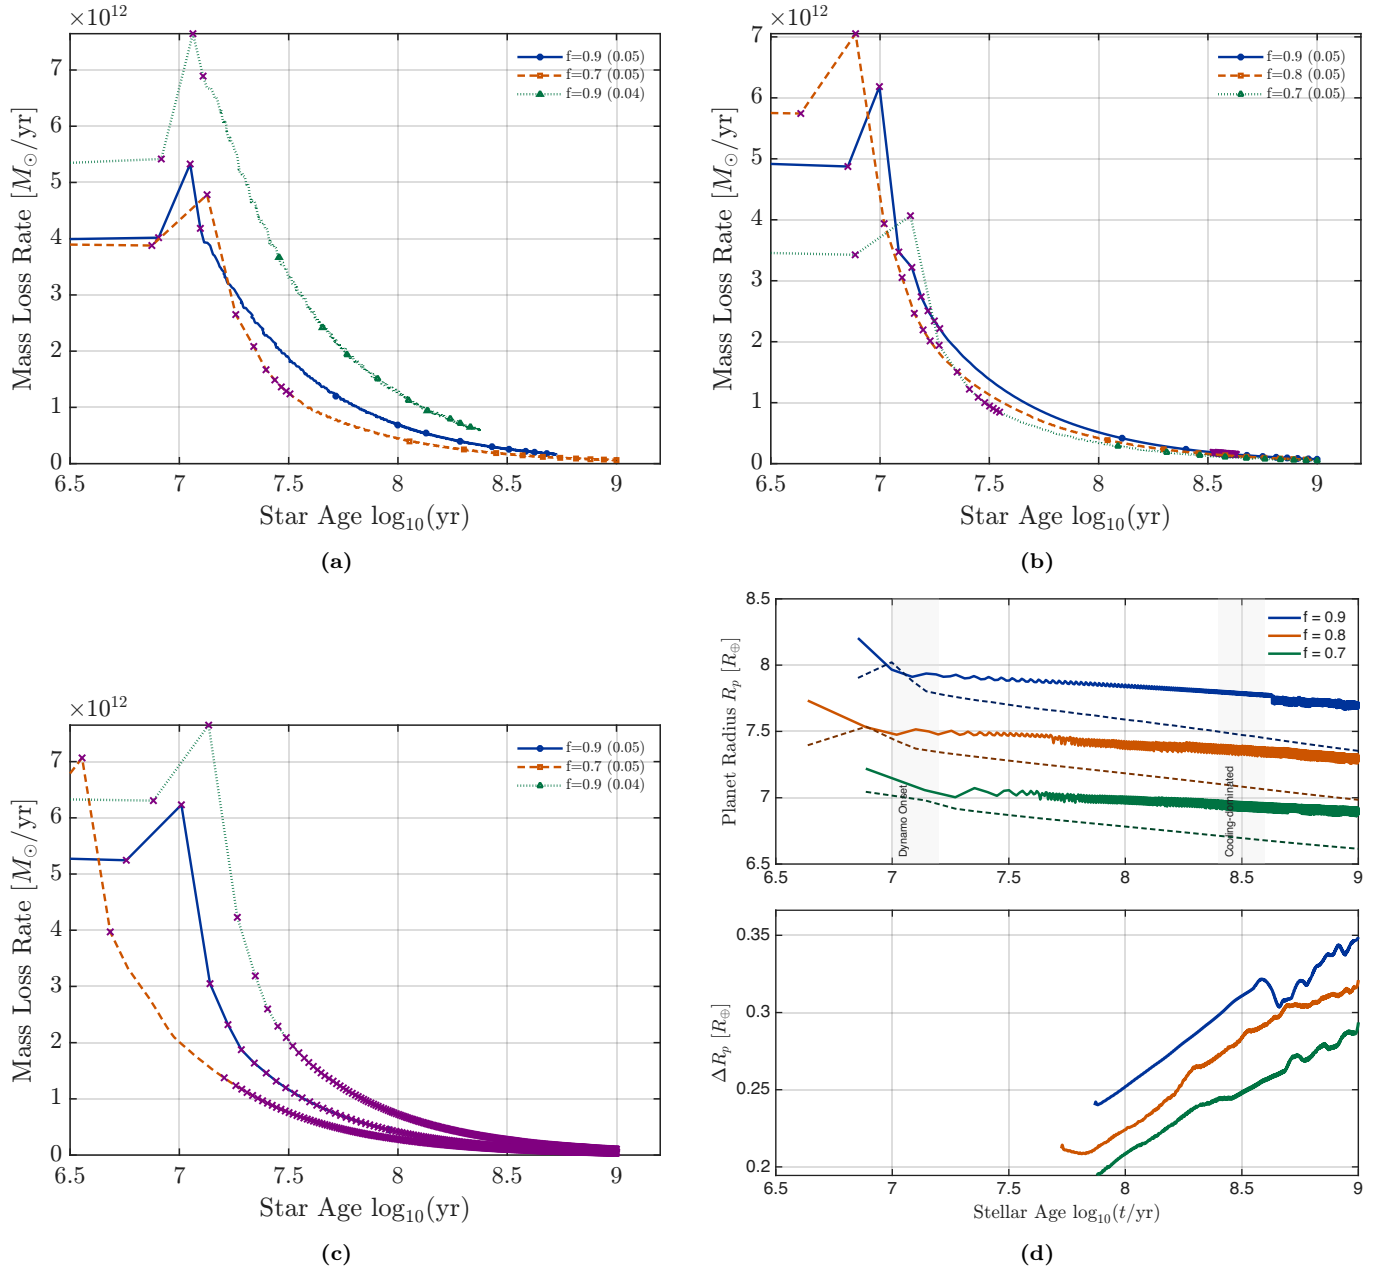 ×10¹²
Mass Loss Rate [M☉/yr]
7
6
5
4
3
2
1
0
6.5 7 7.5 8 8.5 9
Star Age log₁₀(yr)
f=0.9 (0.05)
f=0.7 (0.05)
f=0.9 (0.04)
(a)
×10¹²
Mass Loss Rate [M☉/yr]
7
6
5
4
3
2
1
0
6.5 7 7.5 8 8.5 9
Star Age log₁₀(yr)
f=0.9 (0.05)
f=0.8 (0.05)
f=0.7 (0.05)
(b)
×10¹²
Mass Loss Rate [M☉/yr]
7
6
5
4
3
2
1
0
6.5 7 7.5 8 8.5 9
Star Age log₁₀(yr)
f=0.9 (0.05)
f=0.7 (0.05)
f=0.9 (0.04)
(c)
Planet Radius Rₚ [R⊕]
8.5
8
7.5
7
6.5
6.5 7 7.5 8 8.5 9
f = 0.9
f = 0.8
f = 0.7
Dynamo Onset
Cooling-dominated
ΔRₚ [R⊕]
0.35
0.3
0.25
0.2
6.5 7 7.5 8 8.5 9
Stellar Age log₁₀(t/yr)
(d)